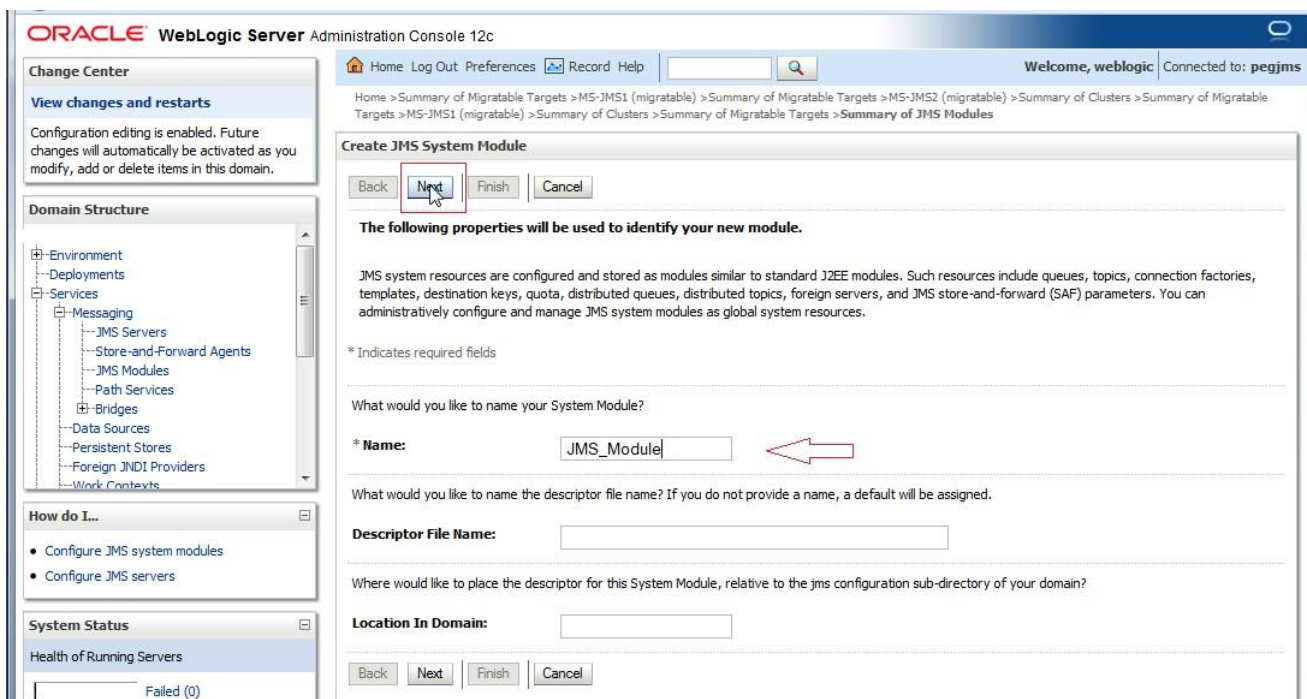 ORACLE WebLogic Server Administration Console 12c
Change Center
View changes and restarts
Configuration editing is enabled. Future
changes will automatically be activated as you
modify, add or delete items in this domain.
Domain Structure
Environment
Deployments
Services
Messaging
JMS Servers
Store-and-Forward Agents
JMS Modules
Path Services
Bridges
Data Sources
Persistent Stores
Foreign JNDI Providers
Work Contexts
How do I...
Configure JMS system modules
Configure JMS servers
System Status
Health of Running Servers
Failed (0)
Home Log Out Preferences Record Help
Welcome, weblogic Connected to: pegjms
Home >Summary of Migratable Targets >MS-JMS1 (migratable) >Summary of Migratable Targets >MS-JMS2 (migratable) >Summary of Clusters >Summary of Migratable
Targets >MS-JMS1 (migratable) >Summary of Clusters >Summary of Migratable Targets >Summary of JMS Modules
Create JMS System Module
Back Next Finish Cancel
The following properties will be used to identify your new module.
JMS system resources are configured and stored as modules similar to standard J2EE modules. Such resources include queues, topics, connection factories,
templates, destination keys, quota, distributed queues, distributed topics, foreign servers, and JMS store-and-forward (SAF) parameters. You can
administratively configure and manage JMS system modules as global system resources.
* Indicates required fields
What would you like to name your System Module?
* Name: JMS_Module
What would you like to name the descriptor file name? If you do not provide a name, a default will be assigned.
Descriptor File Name:
Where would like to place the descriptor for this System Module, relative to the jms configuration sub-directory of your domain?
Location In Domain:
Back Next Finish Cancel